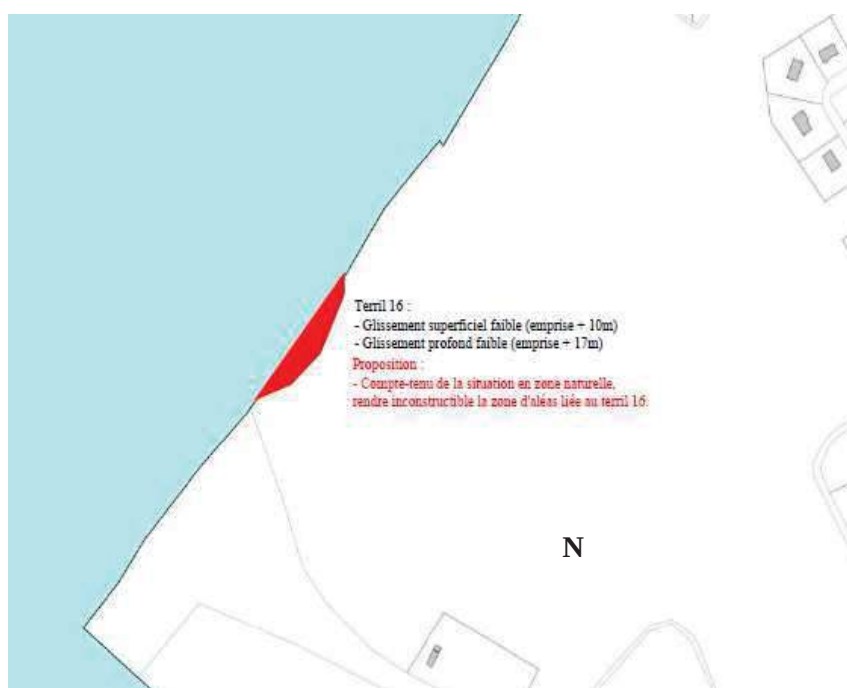 Terril 16 :
- Glissement superficiel faible (emprise + 10m)
- Glissement profond faible (emprise + 17m)
Proposition :
- Compte-tenu de la situation en zone naturelle,
rendre inconstructible la zone d'aléas liée au terril 16.
N